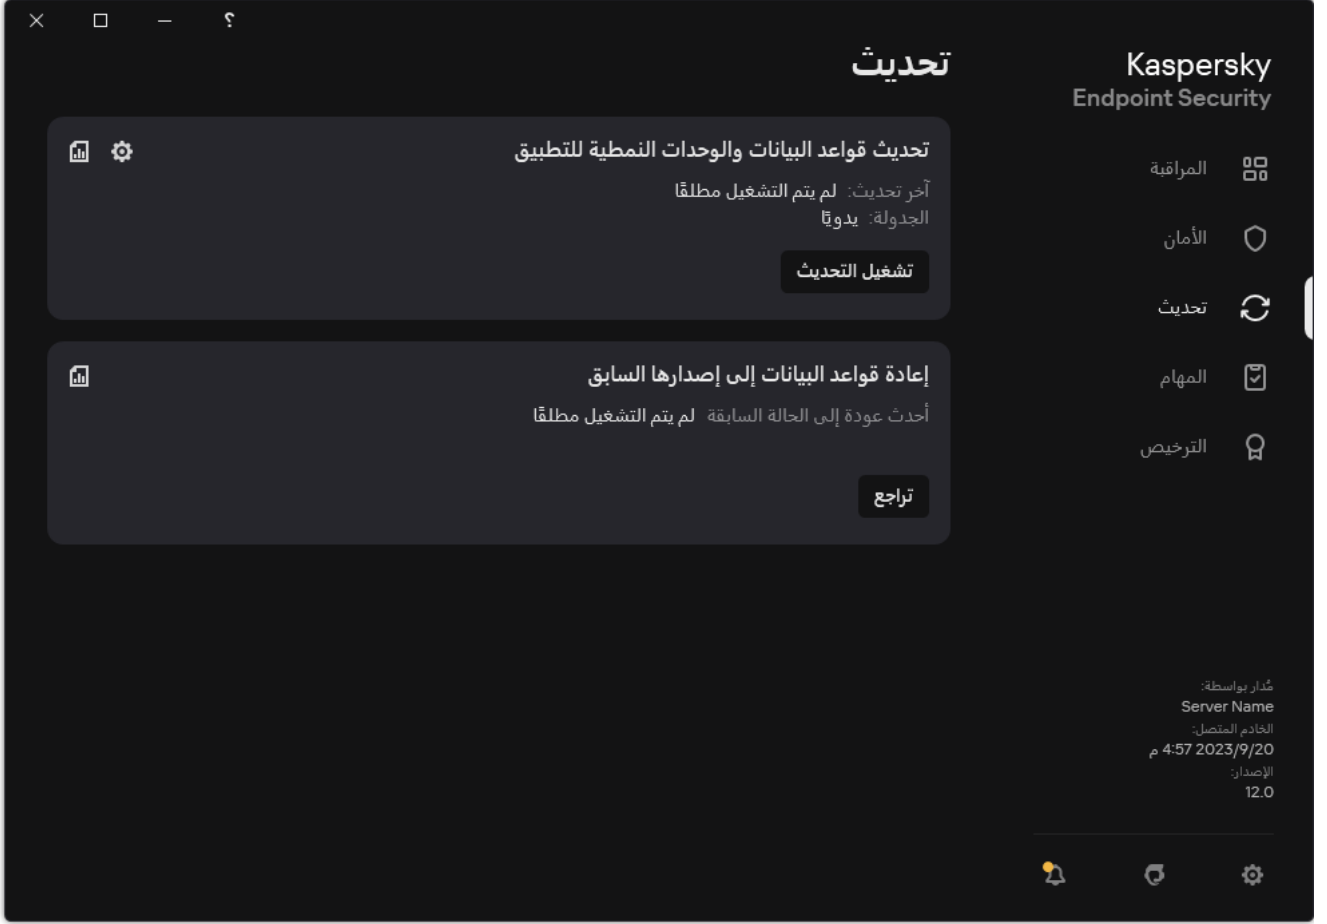 ؟
Kaspersky
Endpoint Security
المراقبة
الأمان
تحديث
المهام
الترخيص
مُدار بواسطة:
Server Name
الخادم المتصل:
2023/9/20 4:57 م
الإصدار:
12.0
تحديث
تحديث قواعد البيانات والوحدات النمطية للتطبيق
آخر تحديث: لم يتم التشغيل مطلقًا
الجدولة: يدويًا
تشغيل التحديث
إعادة قواعد البيانات إلى إصدارها السابق
أحدث عودة إلى الحالة السابقة لم يتم التشغيل مطلقًا
تراجع